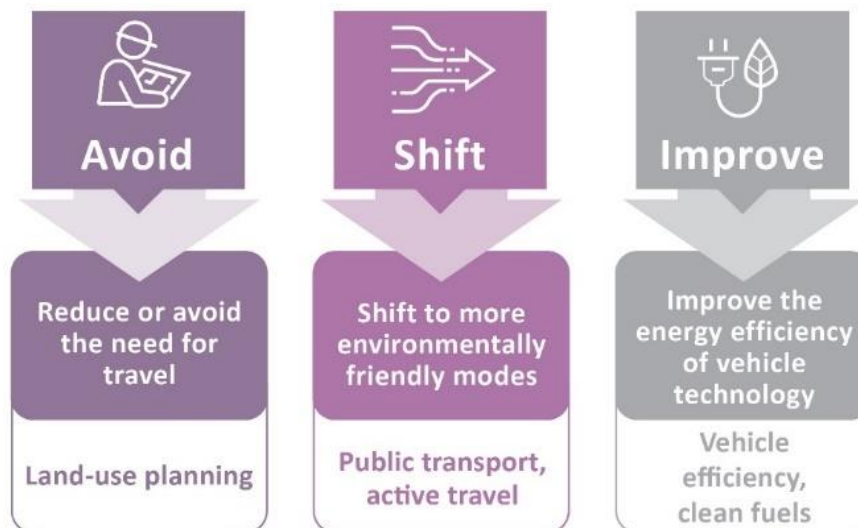 Avoid
Reduce or avoid
the need for
travel
Land-use planning
Shift
Shift to more
environmentally
friendly modes
Public transport,
active travel
Improve
Improve the
energy efficiency
of vehicle
technology
Vehicle
efficiency,
clean fuels